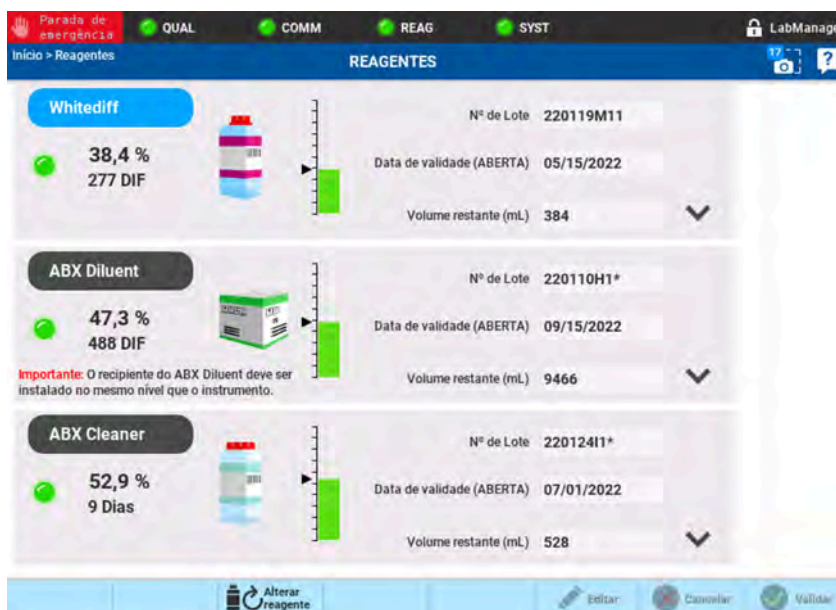 Parada de
emergência
QUAL
COMM
REAG
SYST
LabManage
Início > Reagentes
REAGENTES
17
?
Whitediff
38,4 %
277 DIF
Nº de Lote 220119M11
Data de validade (ABERTA) 05/15/2022
Volume restante (mL) 384
ABX Diluent
47,3 %
488 DIF
Importante: O recipiente do ABX Diluent deve ser
instalado no mesmo nível que o instrumento.
Nº de Lote 220110H1*
Data de validade (ABERTA) 09/15/2022
Volume restante (mL) 9466
ABX Cleaner
52,9 %
9 Dias
Nº de Lote 220124I1*
Data de validade (ABERTA) 07/01/2022
Volume restante (mL) 528
Alterar
reagente
Editar
Cancelar
Validar